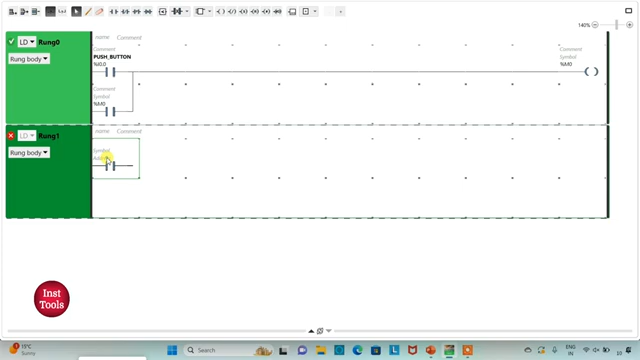 140%
LD Rung0
name Comment
Rung body
Comment
PUSH_BUTTON
%I0.0
Comment
Symbol
%M0
Comment
Symbol
%M0
LD Rung1
name Comment
Rung body
Symbol
Inst
Tools
15°C
Sunny
Search
ENG
IN